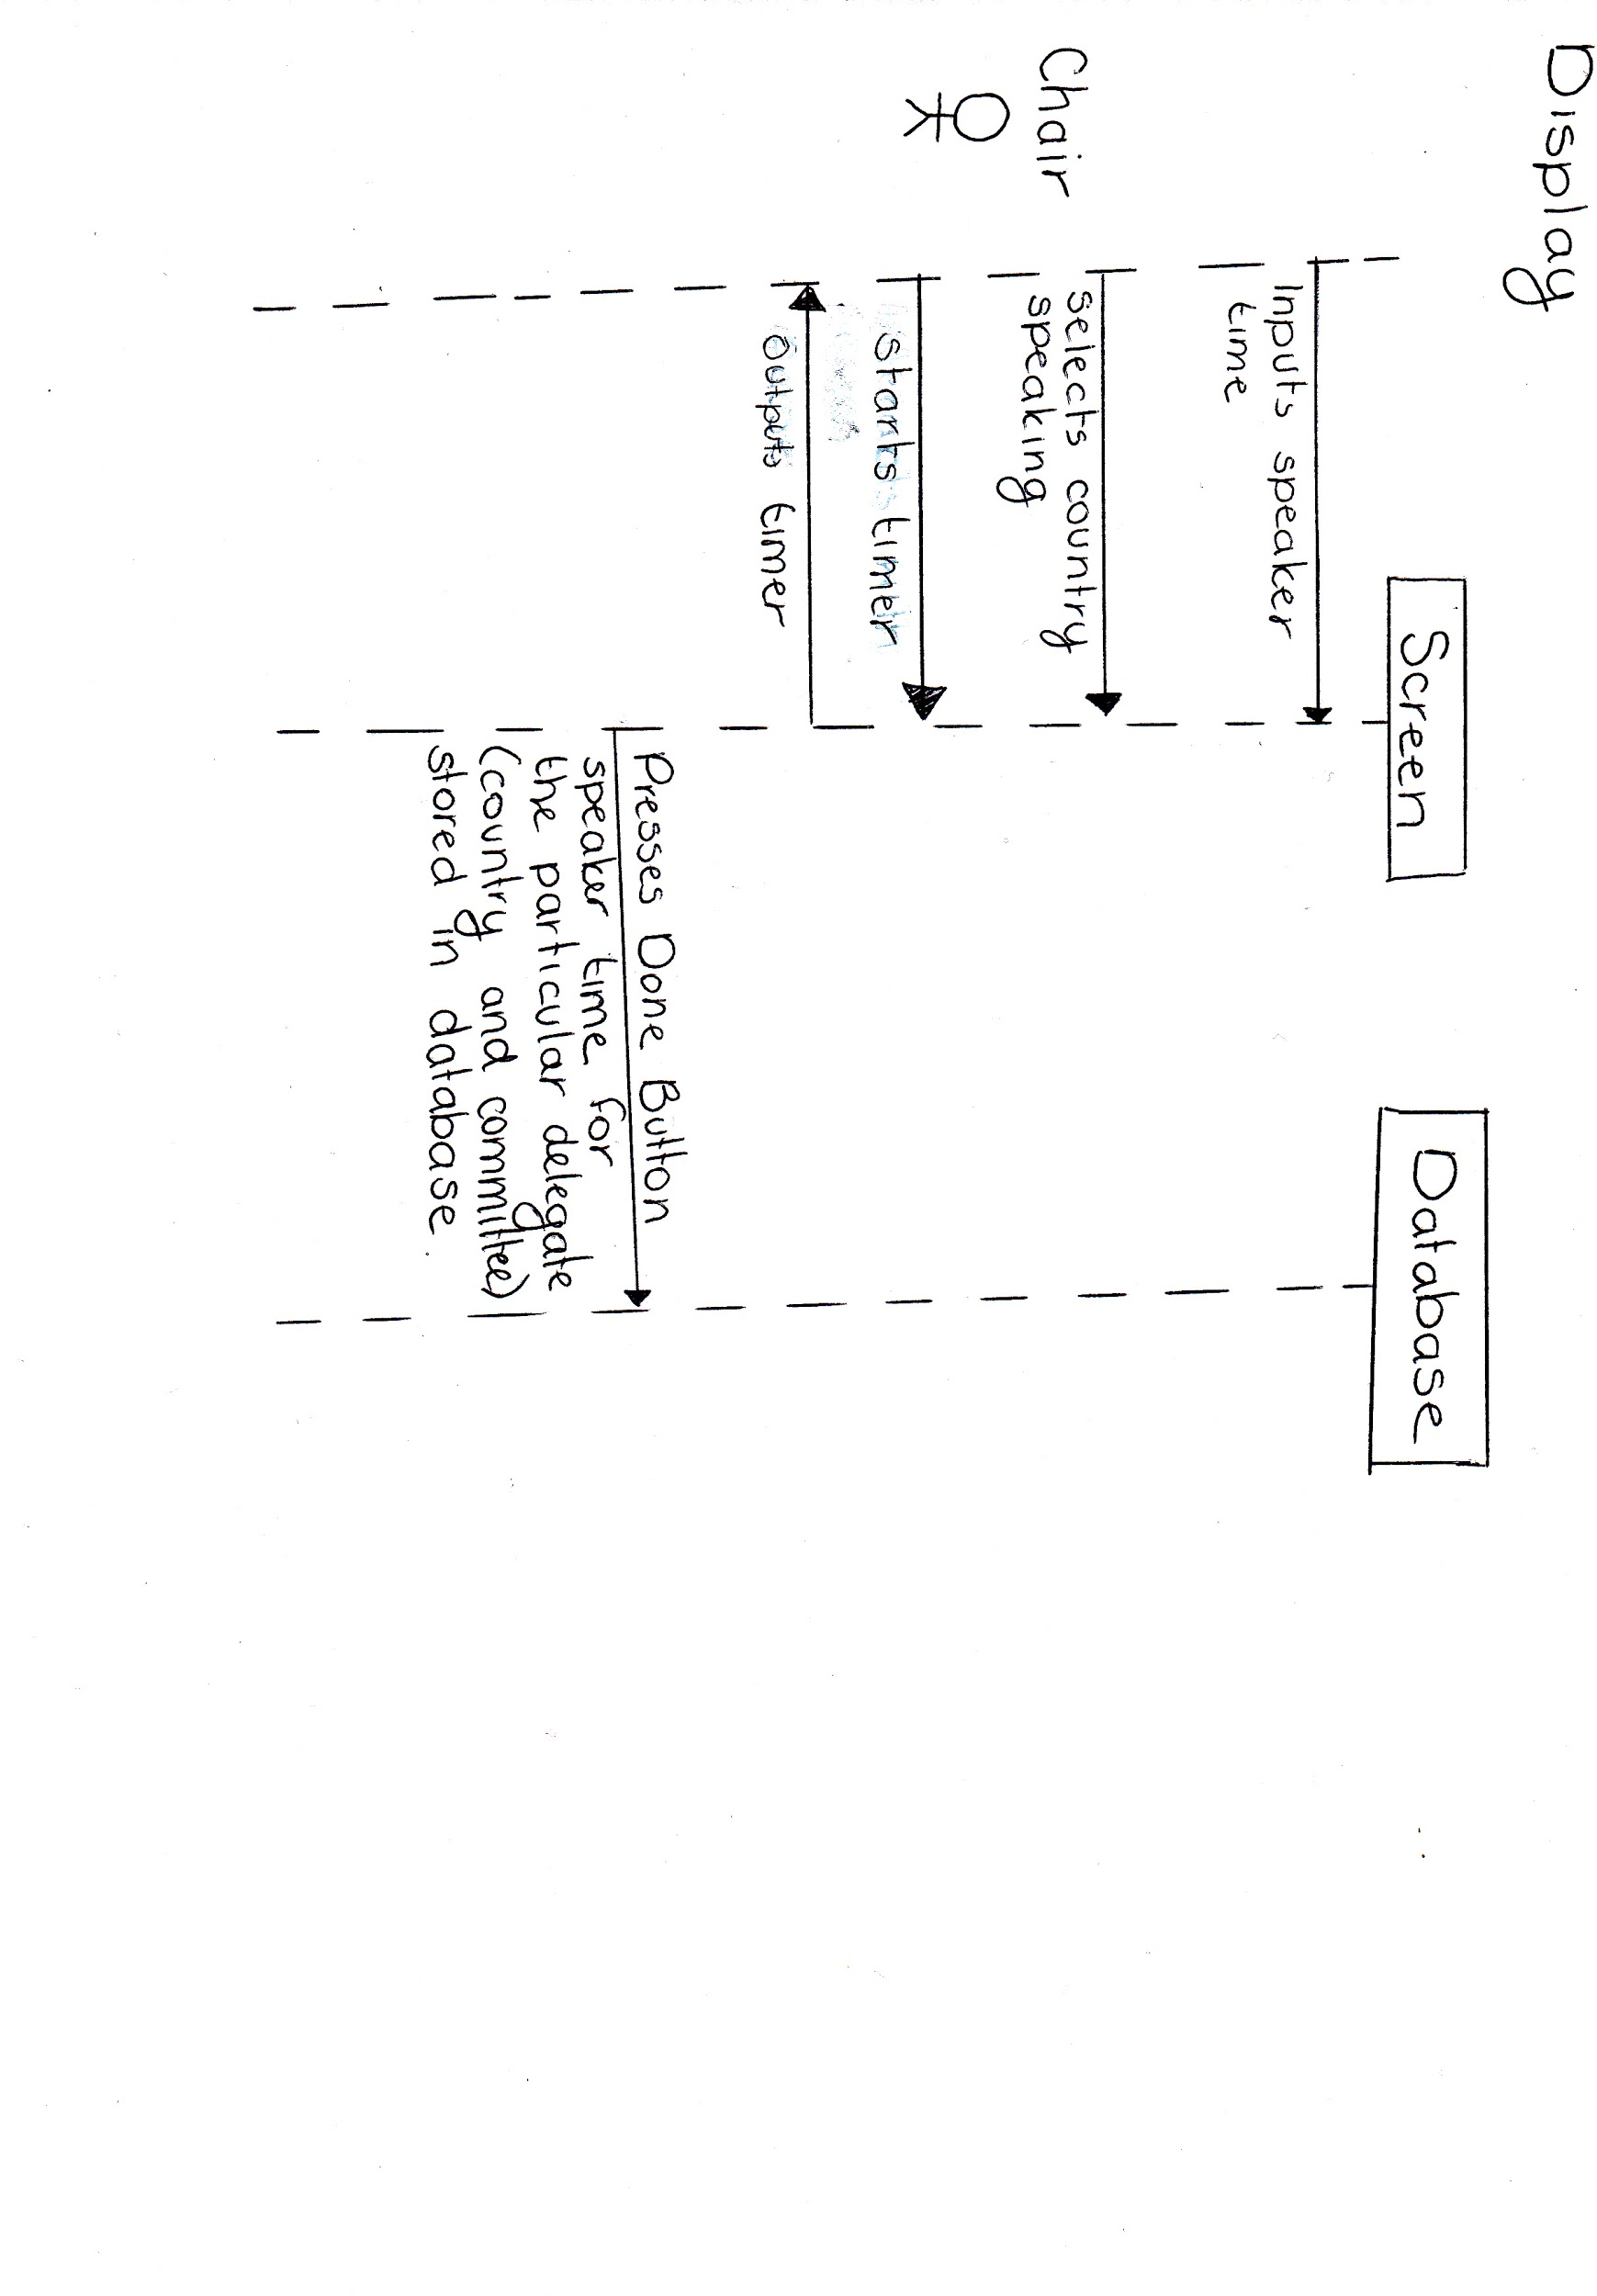 Display
Chair
Screen
Database
Inputs speaker
time
selects country
speaking
starts timer
outputs timer
Presses Done Button
speaker time for
the particular delegate
(country and committee)
stored in database.